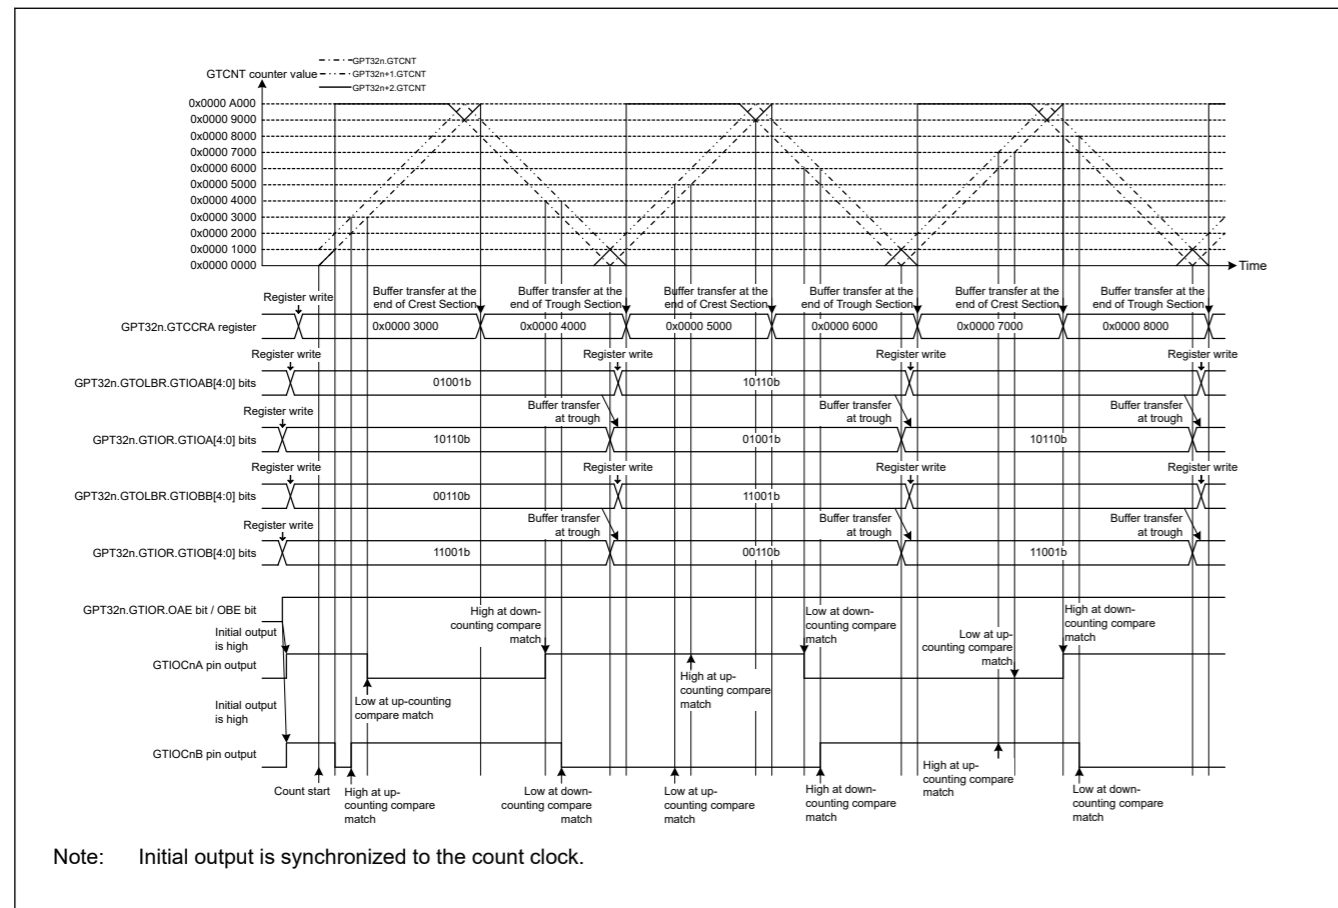 GPT32n.GTCNT
GTCNT counter value
GPT32n+1.GTCNT
GPT32n+2.GTCNT
0x0000 A000
0x0000 9000
0x0000 8000
0x0000 7000
0x0000 6000
0x0000 5000
0x0000 4000
0x0000 3000
0x0000 2000
0x0000 1000
0x0000 0000
Time
Register write
Buffer transfer at the
end of Crest Section
Buffer transfer at the
end of Trough Section
Buffer transfer at the
end of Crest Section
Buffer transfer at the
end of Trough Section
Buffer transfer at the
end of Crest Section
Buffer transfer at the
end of Trough Section
GPT32n.GTCCRA register
0x0000 3000
0x0000 4000
0x0000 5000
0x0000 6000
0x0000 7000
0x0000 8000
Register write
Register write
Register write
Register write
GPT32n.GTOLBR.GTIOAB[4:0] bits
01001b
10110b
Register write
Buffer transfer
at trough
Buffer transfer
at trough
Buffer transfer
at trough
GPT32n.GTIOR.GTIOA[4:0] bits
10110b
01001b
10110b
Register write
Register write
Register write
Register write
GPT32n.GTOLBR.GTIOBB[4:0] bits
00110b
11001b
Register write
Buffer transfer
at trough
Buffer transfer
at trough
Buffer transfer
at trough
GPT32n.GTIOR.GTIOB[4:0] bits
11001b
00110b
11001b
GPT32n.GTIOR.OAE bit / OBE bit
Initial output
is high
High at down-
counting compare
match
Low at down-
counting compare
match
Low at up-
counting compare
match
High at down-
counting compare
match
GTIOCnA pin output
Low at up-counting
compare match
High at up-
counting compare
match
Initial output
is high
GTIOCnB pin output
Count start
High at up-
counting compare
match
Low at down-
counting compare
match
Low at up-
counting compare
match
High at down-
counting compare
match
High at up-
counting compare
match
Low at down-
counting compare
match
Note: Initial output is synchronized to the count clock.